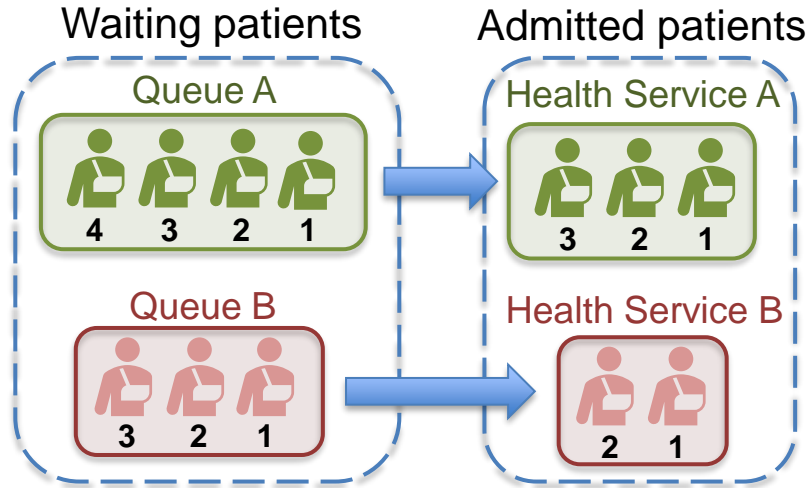 Waiting patients
Admitted patients
Queue A
4 3 2 1
Health Service A
3 2 1
Queue B
3 2 1
Health Service B
2 1